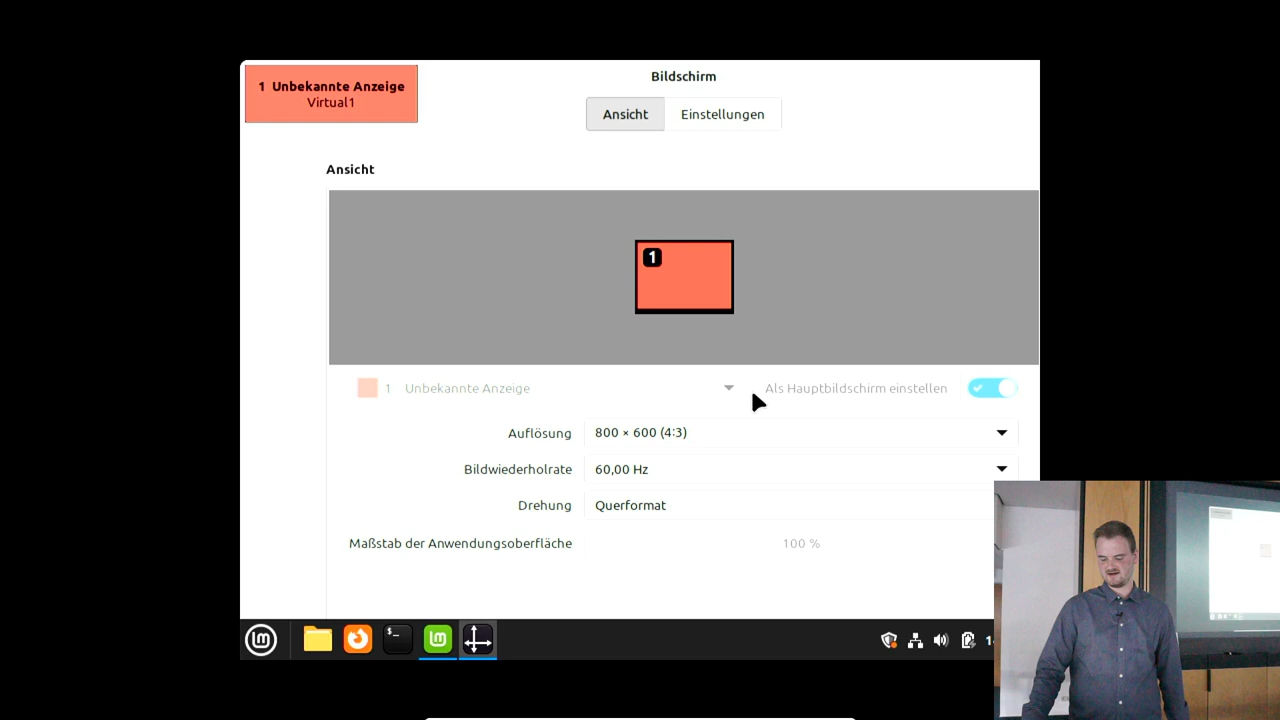 1 Unbekannte Anzeige
Virtual1
Bildschirm
Ansicht
Einstellungen
Ansicht
1
1 Unbekannte Anzeige
Als Hauptbildschirm einstellen
Auflösung
800 × 600 (4:3)
Bildwiederholrate
60,00 Hz
Drehung
Querformat
Maßstab der Anwendungsoberfläche
100 %
$_